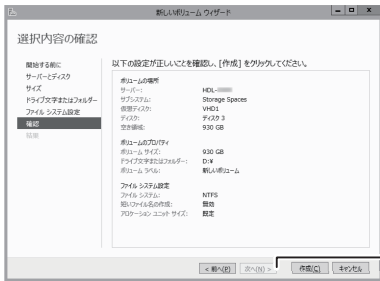 新しいボリューム ウィザード
選択内容の確認
開始する前に
サーバーとディスク
サイズ
ドライブ文字またはフォルダー
ファイル システム設定
確認
結果
以下の設定が正しいことを確認し、[作成] をクリックしてください。
ボリュームの場所
サーバー: HDL-
サブシステム: Storage Spaces
仮想ディスク: VHD1
ディスク: ディスク 3
空き領域: 930 GB
ボリュームのプロパティ
ボリューム サイズ: 930 GB
ドライブ文字またはフォルダー: D:¥
ボリューム ラベル: 新しいボリューム
ファイル システム設定
ファイル システム: NTFS
短いファイル名の作成: 無効
アロケーション ユニット サイズ: 既定
< 前へ(P) 次へ(N) > 作成(C) キャンセル